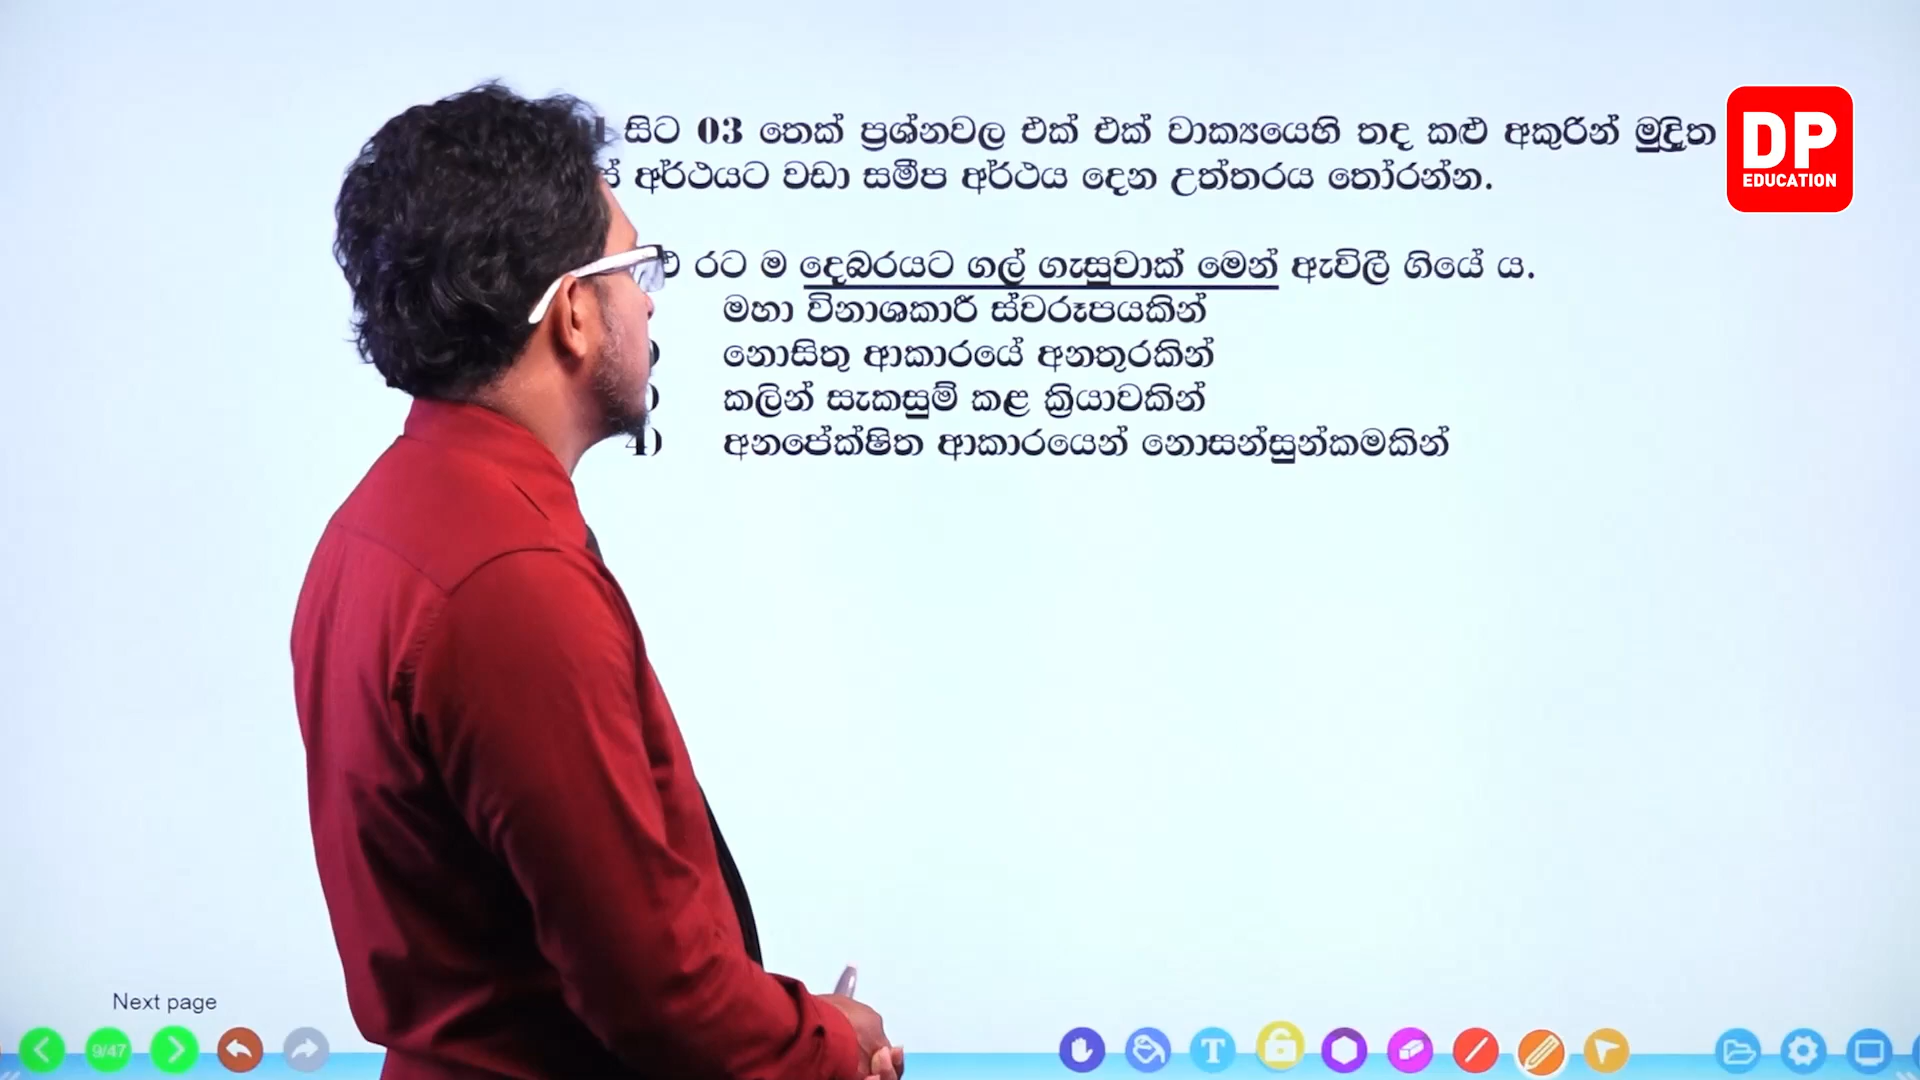 සිට 03 තෙක් ප්‍රශ්නවල එක් එක් වාක්‍යයෙහි තද කළු අකුරින් මුද්‍රිත
අර්ථයට වඩා සමීප අර්ථය දෙන උත්තරය තෝරන්න.
DP
EDUCATION
රට ම දෙබරයට ගල් ගැසුවාක් මෙන් ඇවිලී ගියේ ය.
මහා විනාශකාරී ස්වරූපයකින්
නොසිතූ ආකාරයේ අනතුරකින්
කලින් සැකසුම් කළ ක්‍රියාවකින්
4) අනපේක්ෂිත ආකාරයෙන් නොසන්සුන්කමකින්
Next page
9/47
T